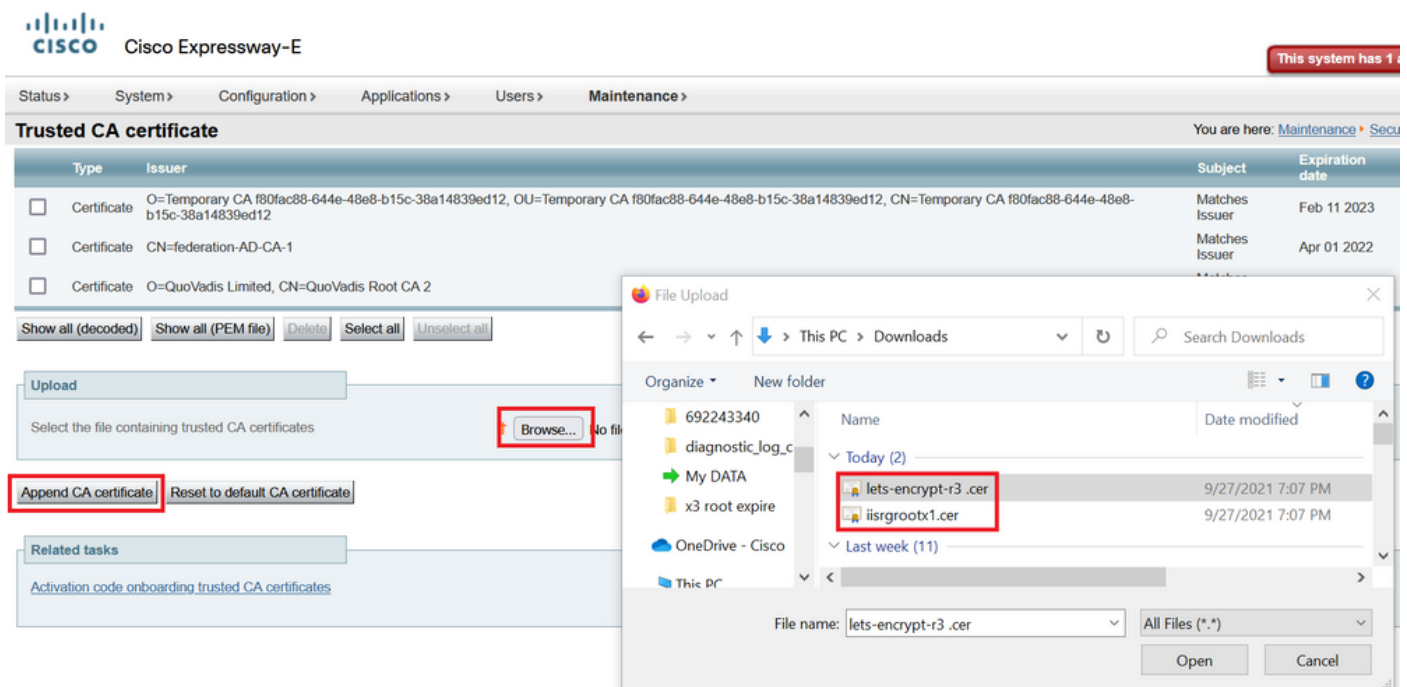 CISCO Cisco Expressway-E
This system has 1
Status System Configuration Applications Users Maintenance
Trusted CA certificate
You are here: Maintenance Secu
Type Issuer Subject Expiration
date
Certificate O=Temporary CA f80fac88-644e-48e8-b15c-38a14839ed12, OU=Temporary CA f80fac88-644e-48e8-b15c-38a14839ed12, CN=Temporary CA f80fac88-644e-48e8-
b15c-38a14839ed12
Matches
Issuer
Feb 11 2023
Certificate CN=federation-AD-CA-1
Matches
Issuer
Apr 01 2022
Certificate O=QuoVadis Limited, CN=QuoVadis Root CA 2
Show all (decoded) Show all (PEM file) Delete Select all Unselect all
Upload
Select the file containing trusted CA certificates
Browse... No fil
Append CA certificate Reset to default CA certificate
Related tasks
Activation code onboarding trusted CA certificates
File Upload
This PC > Downloads
Search Downloads
Organize New folder
692243340
diagnostic_log_c
My DATA
x3 root expire
OneDrive - Cisco
This PC
Name Date modified
Today (2)
lets-encrypt-r3 .cer 9/27/2021 7:07 PM
iisrgrootx1.cer 9/27/2021 7:07 PM
Last week (11)
File name: lets-encrypt-r3 .cer
All Files (*.*)
Open Cancel